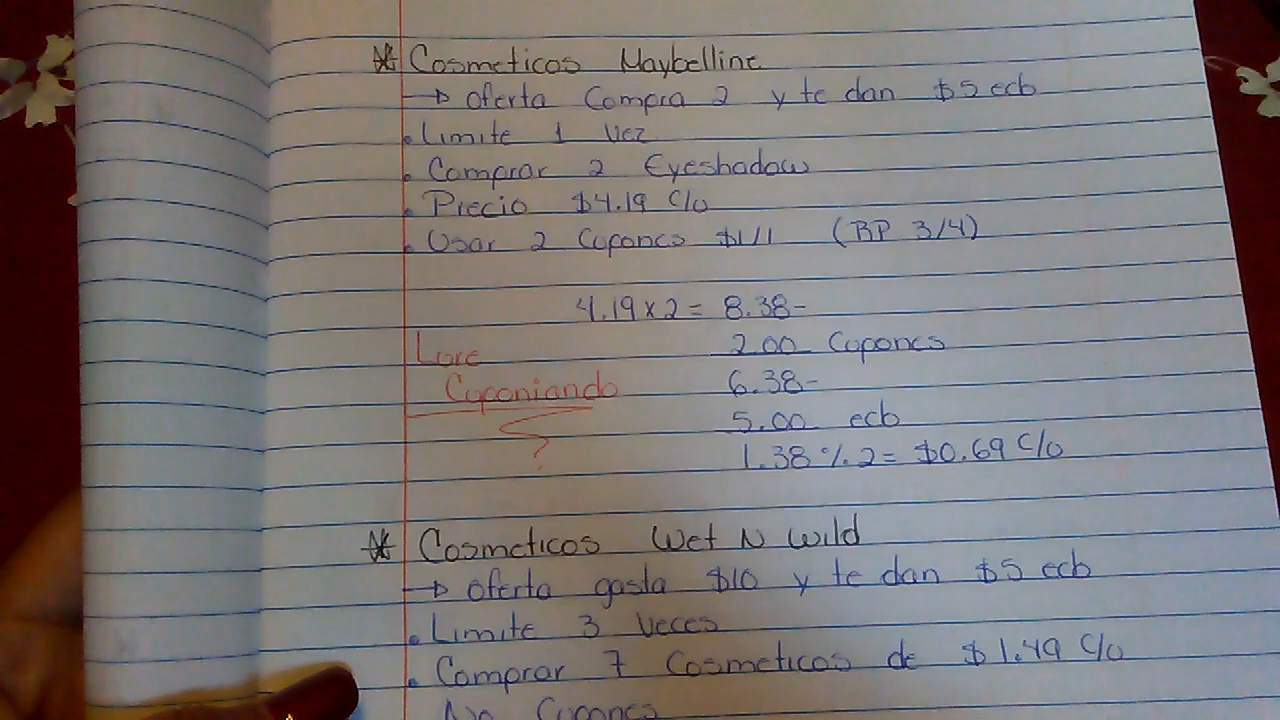 * Cosmeticos Maybelline
→ oferta Compra 2 y te dan $5 ecb
• Limite 1 vez
• Comprar 2 Eyeshadow
• Precio $4.19 c/o
• Usar 2 Cupones $1/1 (RP 3/4)
4.19 x 2 = 8.38-
2.00 Cupones
Lore
Cuponiando
6.38-
5.00 ecb
1.38 % 2 = $0.69 c/o
* Cosmeticos Wet N Wild
→ oferta gasta $10 y te dan $5 ecb
• Limite 3 veces
• Comprar 7 Cosmeticos de $1.49 c/o
No Cupones